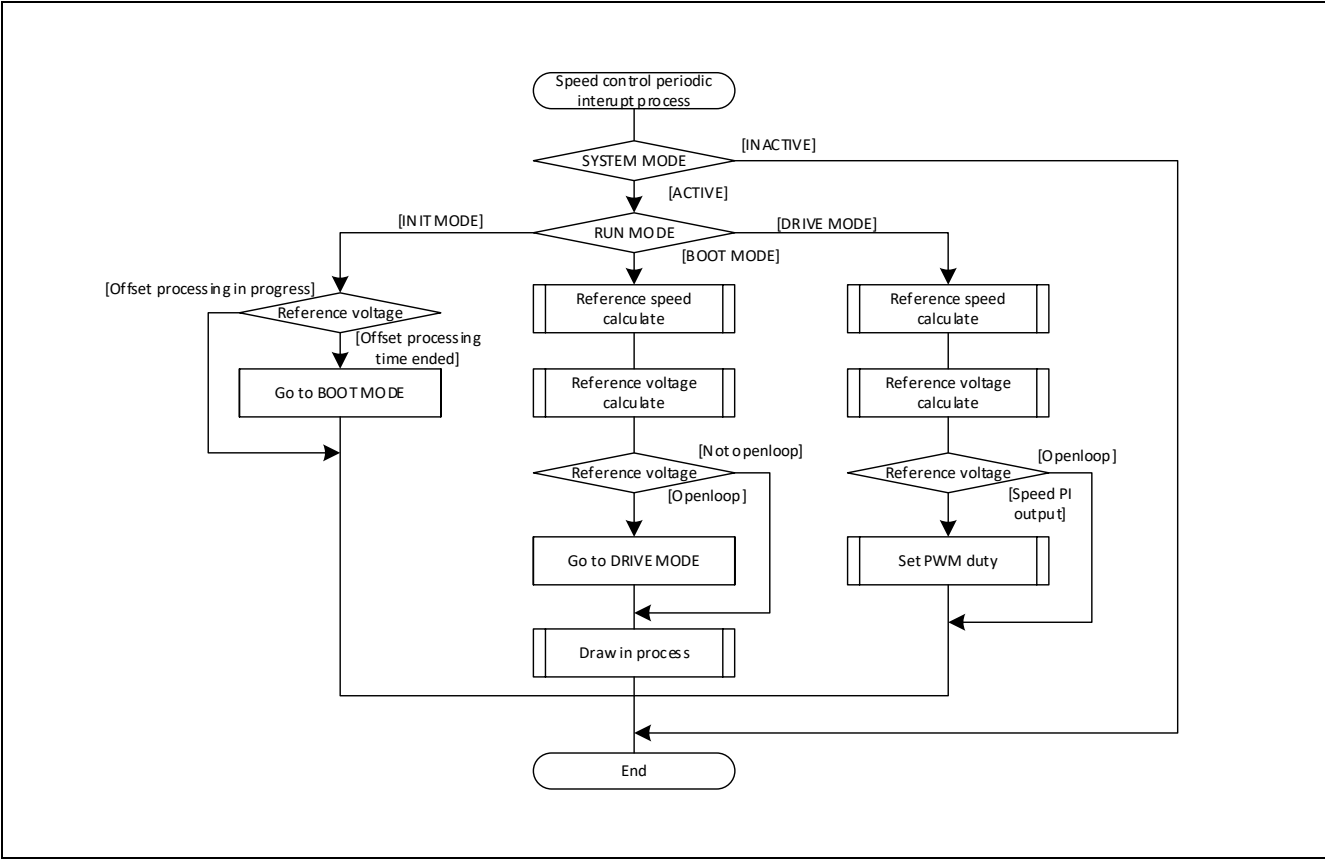 Speed control periodic
interupt process
[INACTIVE]
SYSTEM MODE
[ACTIVE]
[INIT MODE]
[DRIVE MODE]
RUN MODE
[BOOT MODE]
[Offset processing in progress]
Reference voltage
[Offset processing
time ended]
Go to BOOT MODE
Reference speed
calculate
Reference voltage
calculate
[Not openloop]
Reference voltage
[Openloop]
Go to DRIVE MODE
Draw in process
Reference speed
calculate
Reference voltage
calculate
[Openloop]
Reference voltage
[Speed PI
output]
Set PWM duty
End